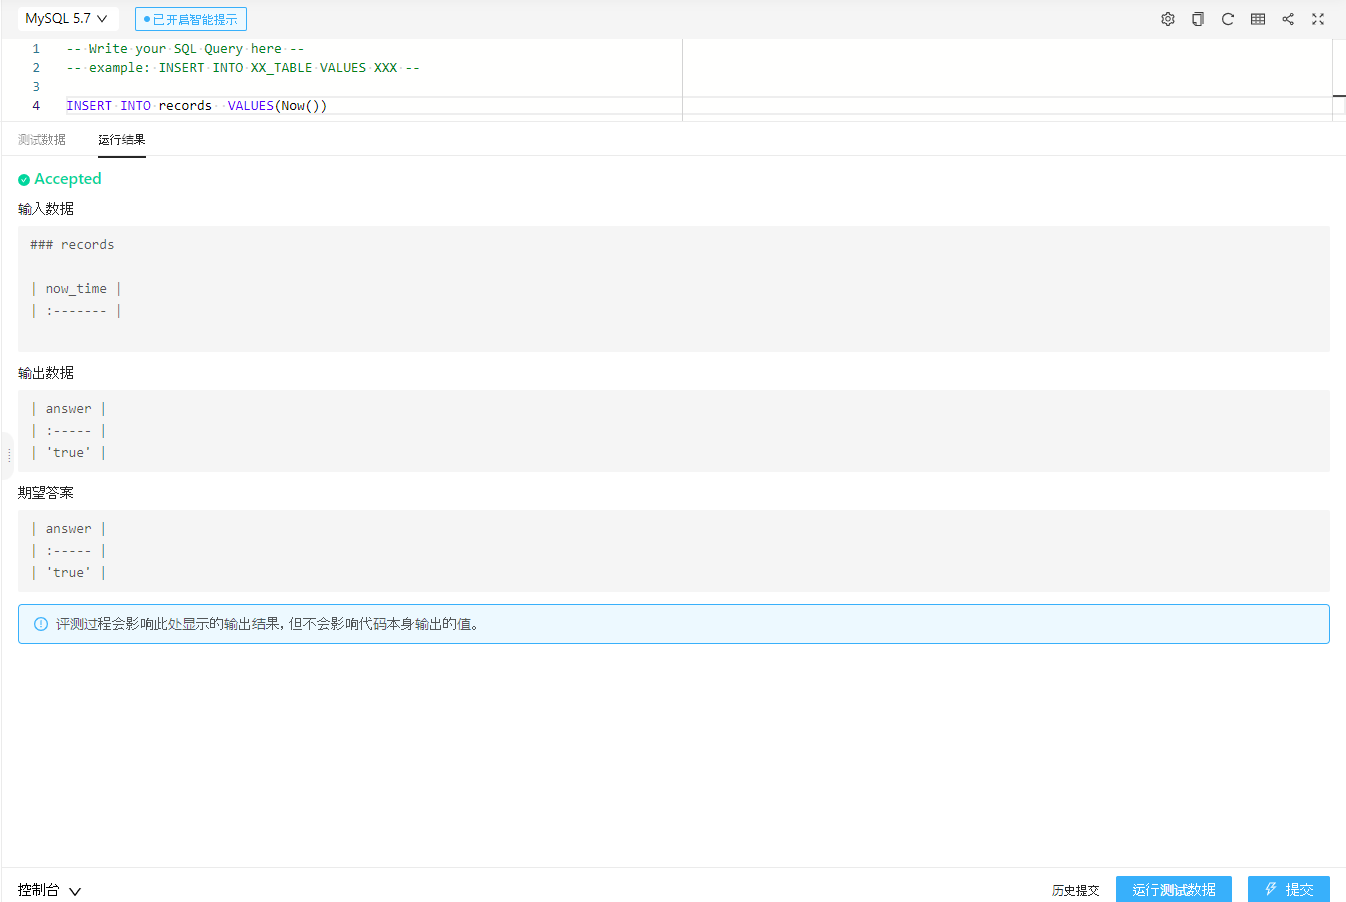 MySQL 5.7
已开启智能提示
1 -- Write your SQL Query here --
2 -- example: INSERT INTO XX_TABLE VALUES XXX --
3
4 INSERT INTO records  VALUES(Now())
测试数据 运行结果
Accepted
输入数据
### records
| now_time |
| :------- |
输出数据
| answer |
| :----- |
| 'true' |
期望答案
| answer |
| :----- |
| 'true' |
评测过程会影响此处显示的输出结果，但不会影响代码本身输出的值。
控制台 历史提交 运行测试数据 提交